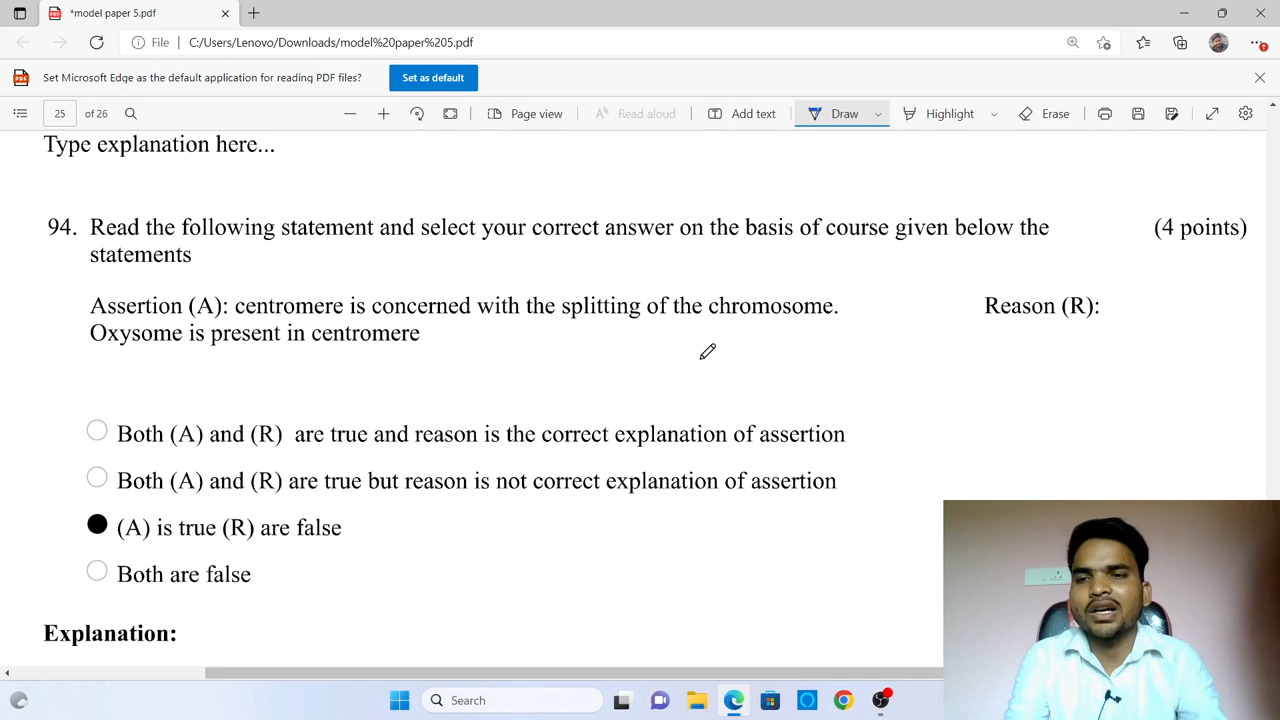 *model paper 5.pdf
File C:/Users/Lenovo/Downloads/model%20paper%205.pdf
Set Microsoft Edge as the default application for reading PDF files? Set as default
25 of 26 Page view Read aloud Add text Draw Highlight Erase
Type explanation here...
94. Read the following statement and select your correct answer on the basis of course given below the (4 points)
statements
Assertion (A): centromere is concerned with the splitting of the chromosome. Reason (R):
Oxysome is present in centromere
Both (A) and (R) are true and reason is the correct explanation of assertion
Both (A) and (R) are true but reason is not correct explanation of assertion
(A) is true (R) are false
Both are false
Explanation:
Search